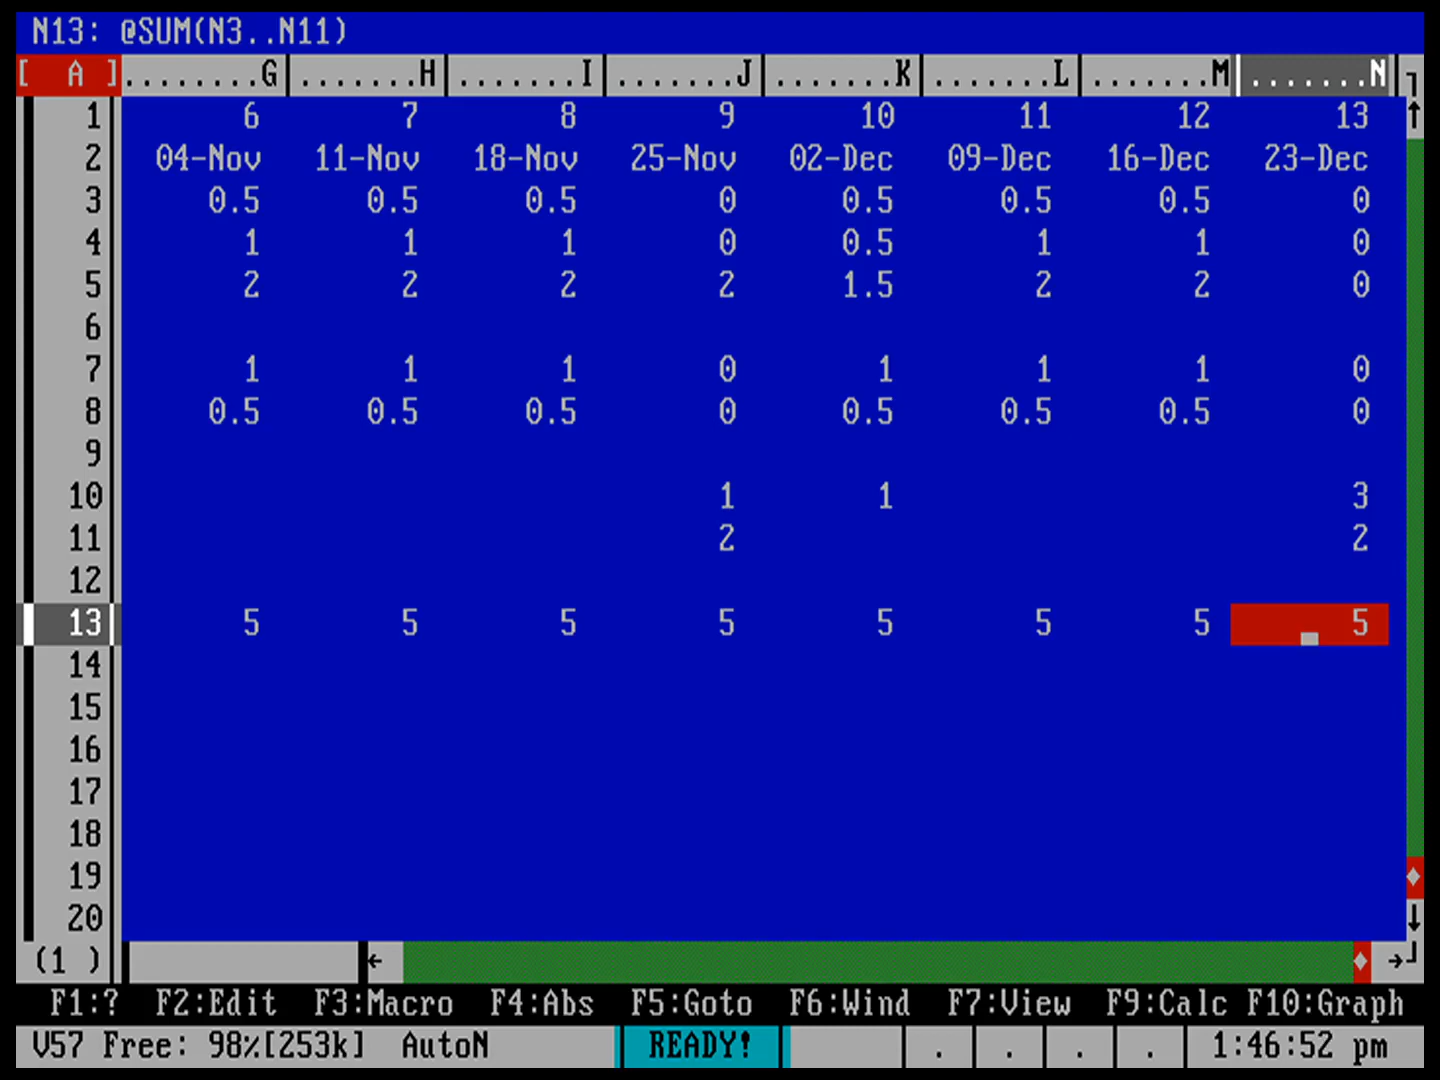 N13: @SUM(N3..N11)
[ A ]........G .......H .......I .......J .......K .......L .......M .......N
1 6 7 8 9 10 11 12 13
2 04-Nov 11-Nov 18-Nov 25-Nov 02-Dec 09-Dec 16-Dec 23-Dec
3 0.5 0.5 0.5 0 0.5 0.5 0.5 0
4 1 1 1 0 0.5 1 1 0
5 2 2 2 2 1.5 2 2 0
6
7 1 1 1 0 1 1 1 0
8 0.5 0.5 0.5 0 0.5 0.5 0.5 0
9
10 1 1 3
11 2 2
12
13 5 5 5 5 5 5 5 5
14
15
16
17
18
19
20
(1 )
F1:? F2:Edit F3:Macro F4:Abs F5:Goto F6:Wind F7:View F9:Calc F10:Graph
V57 Free: 98%[253k] AutoN READY! . . . . 1:46:52 pm